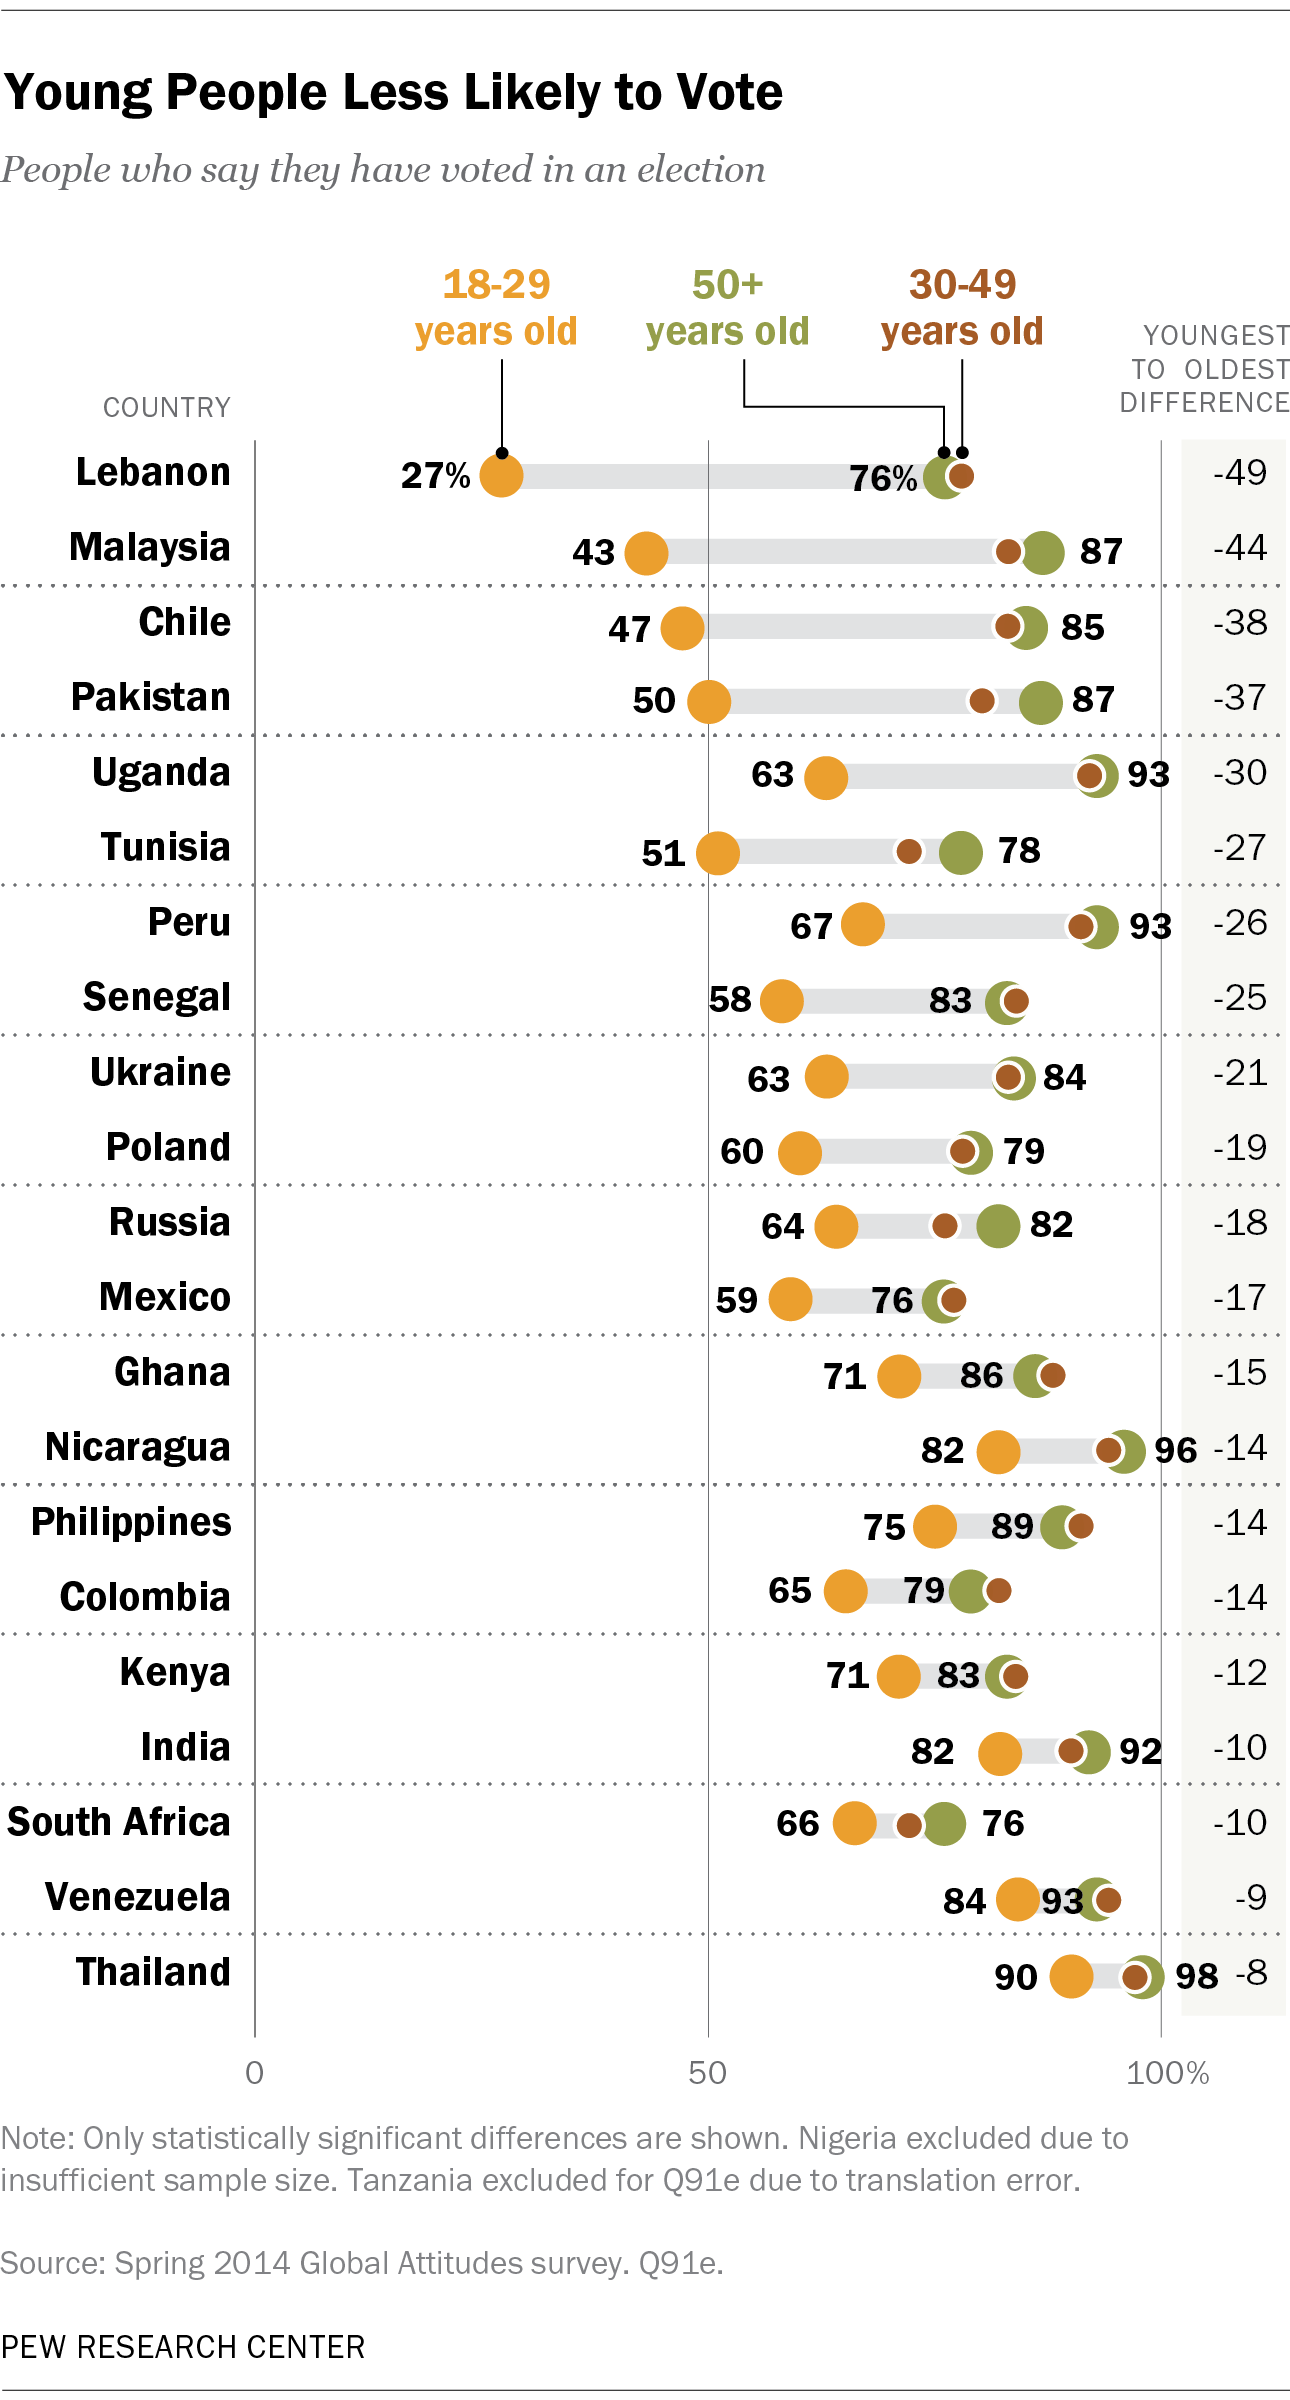 Young People Less Likely to Vote
People who say they have voted in an election
18-29 years old
50+ years old
30-49 years old
YOUNGEST TO OLDEST DIFFERENCE
COUNTRY
Lebanon 27% 76% -49
Malaysia 43 87 -44
Chile 47 85 -38
Pakistan 50 87 -37
Uganda 63 93 -30
Tunisia 51 78 -27
Peru 67 93 -26
Senegal 58 83 -25
Ukraine 63 84 -21
Poland 60 79 -19
Russia 64 82 -18
Mexico 59 76 -17
Ghana 71 86 -15
Nicaragua 82 96 -14
Philippines 75 89 -14
Colombia 65 79 -14
Kenya 71 83 -12
India 82 92 -10
South Africa 66 76 -10
Venezuela 84 93 -9
Thailand 90 98 -8
0 50 100%
Note: Only statistically significant differences are shown. Nigeria excluded due to
insufficient sample size. Tanzania excluded for Q91e due to translation error.
Source: Spring 2014 Global Attitudes survey. Q91e.
PEW RESEARCH CENTER